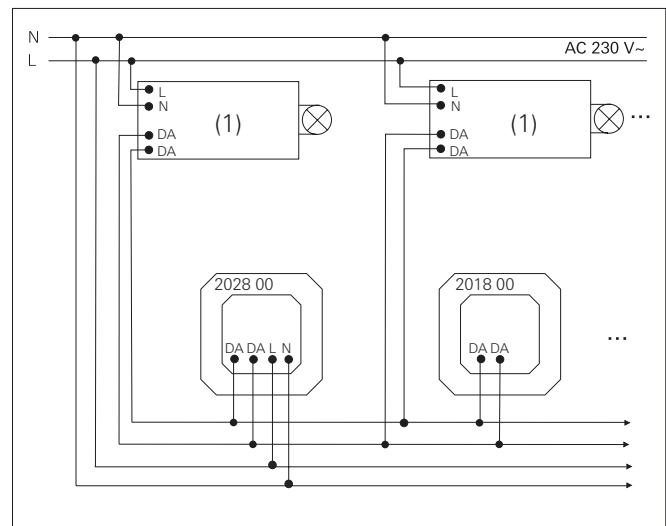 N
AC 230 V~
L
L
N
(1)
DA
DA
L
N
(1)
DA
DA
...
2028 00
DA DA L N
2018 00
DA DA
...